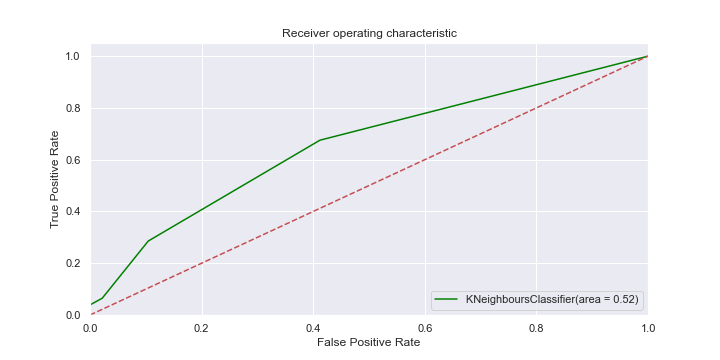 Receiver operating characteristic
True Positive Rate
1.0
0.8
0.6
0.4
0.2
0.0
KNeighboursClassifier(area = 0.52)
0.0 0.2 0.4 0.6 0.8 1.0
False Positive Rate